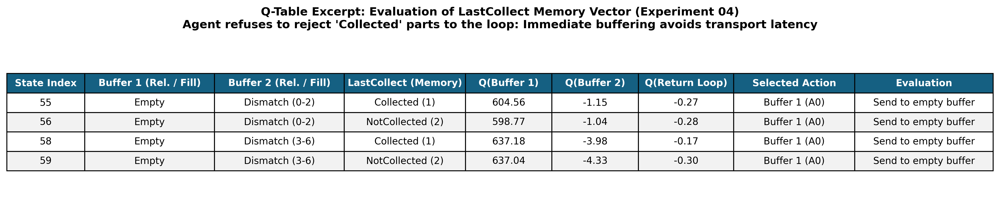 Q-Table Excerpt: Evaluation of LastCollect Memory Vector (Experiment 04)
Agent refuses to reject 'Collected' parts to the loop: Immediate buffering avoids transport latency
State Index Buffer 1 (Rel. / Fill) Buffer 2 (Rel. / Fill) LastCollect (Memory) Q(Buffer 1) Q(Buffer 2) Q(Return Loop) Selected Action Evaluation
55 Empty Dismatch (0-2) Collected (1) 604.56 -1.15 -0.27 Buffer 1 (A0) Send to empty buffer
56 Empty Dismatch (0-2) NotCollected (2) 598.77 -1.04 -0.28 Buffer 1 (A0) Send to empty buffer
58 Empty Dismatch (3-6) Collected (1) 637.18 -3.98 -0.17 Buffer 1 (A0) Send to empty buffer
59 Empty Dismatch (3-6) NotCollected (2) 637.04 -4.33 -0.30 Buffer 1 (A0) Send to empty buffer